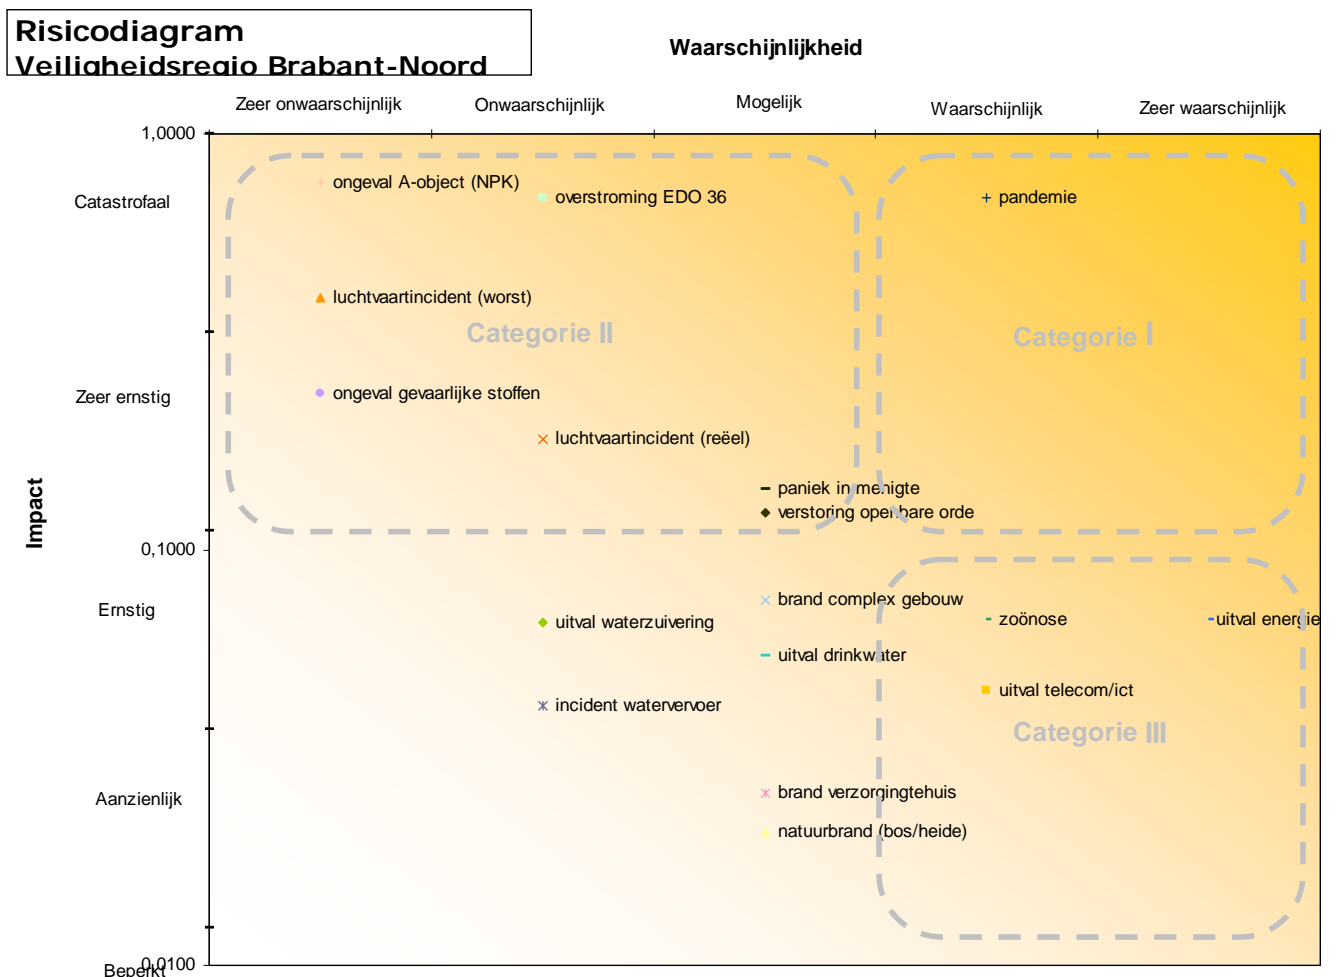 Risicodiagram
Veiligheidsregio Brabant-Noord
Waarschijnlijkheid
Zeer onwaarschijnlijk
Onwaarschijnlijk
Mogelijk
Waarschijnlijk
Zeer waarschijnlijk
1,0000
Catastrofaal
ongeval A-object (NPK)
overstroming EDO 36
pandemie
luchtvaartincident (worst)
Categorie II
Categorie I
Zeer ernstig
ongeval gevaarlijke stoffen
luchtvaartincident (reëel)
Impact
paniek in menigte
verstoring openbare orde
0,1000
Ernstig
brand complex gebouw
uitval waterzuivering
zoönose
uitval energie
uitval drinkwater
uitval telecom/ict
incident watervervoer
Categorie III
Aanzienlijk
brand verzorgingtehuis
natuurbrand (bos/heide)
0,0100
Beperkt